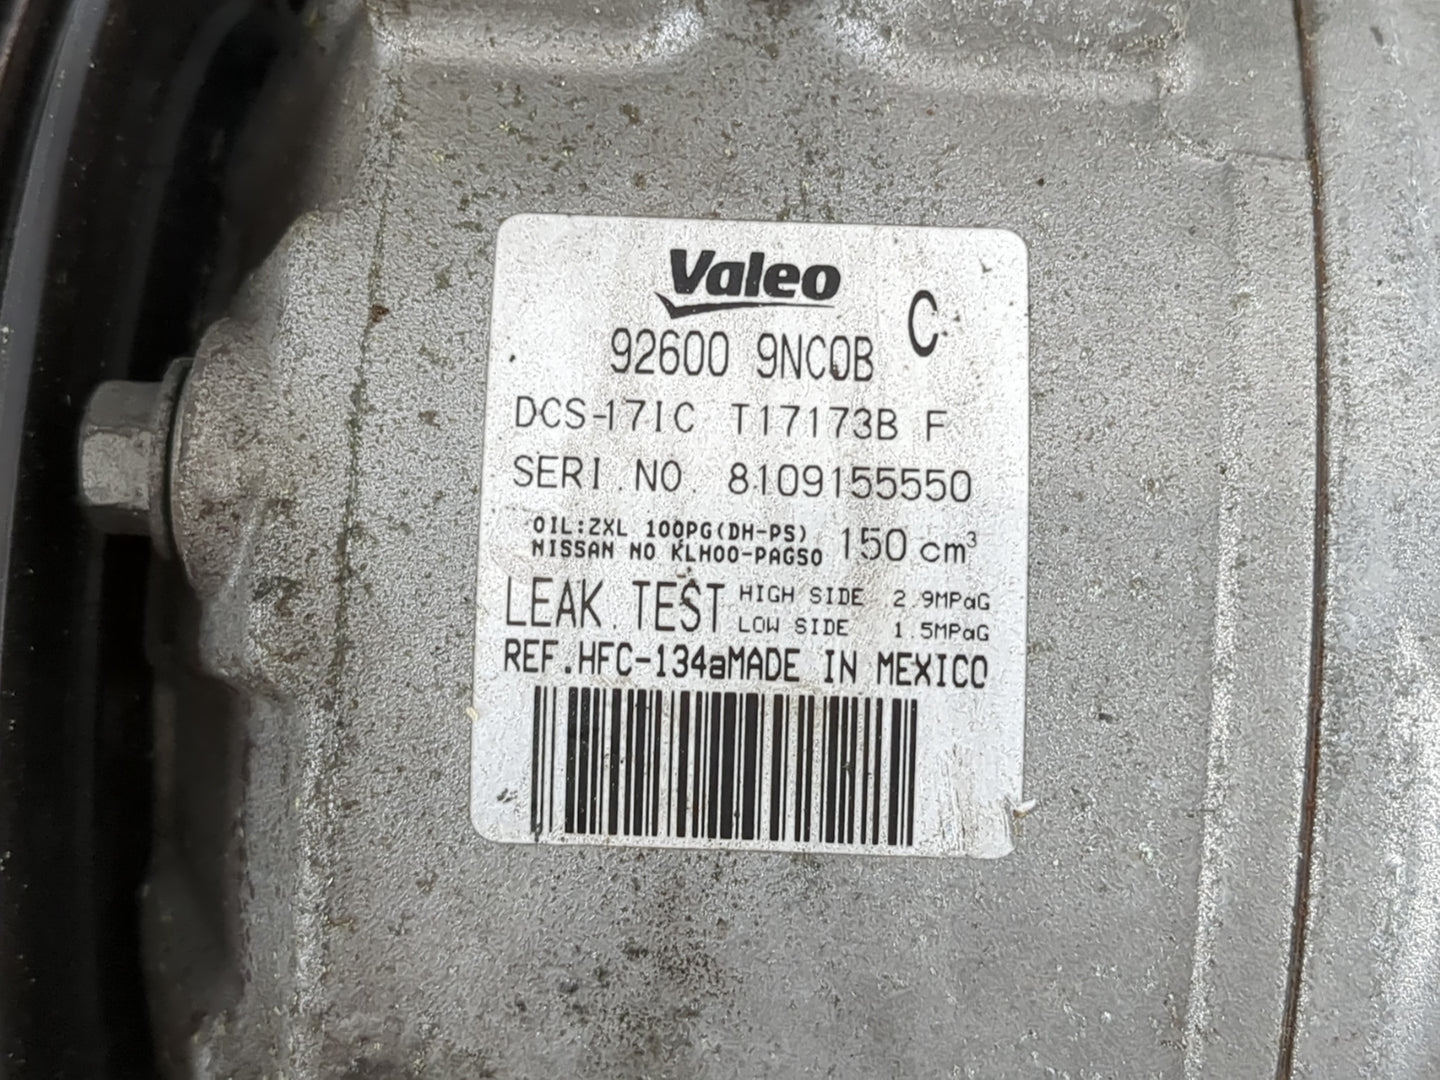 Valeo
92600 9NC0B C
DCS-171C T17173B F
SERI.NO. 8109155550
OIL:ZXL 100PG(DH-PS)
NISSAN NO KLH00-PAGS0 150 cm³
LEAK TEST HIGH SIDE 2.9MPaG
LOW SIDE 1.5MPaG
REF.HFC-134aMADE IN MEXICO